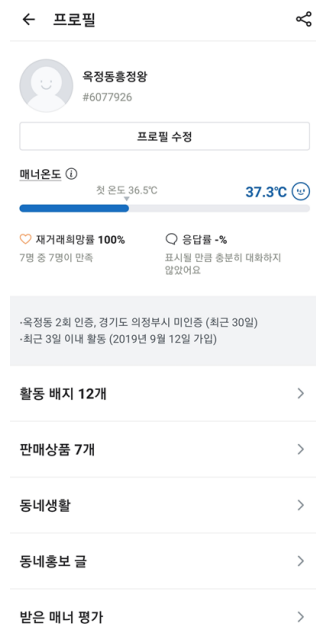 프로필
옥정동흥정왕
#6077926
프로필 수정
매너온도
첫 온도 36.5℃
37.3℃
재거래희망률 100%
7명 중 7명이 만족
응답률 -%
표시될 만큼 충분히 대화하지
않았어요
·옥정동 2회 인증, 경기도 의정부시 미인증 (최근 30일)
·최근 3일 이내 활동 (2019년 9월 12일 가입)
활동 배지 12개
판매상품 7개
동네생활
동네홍보 글
받은 매너 평가